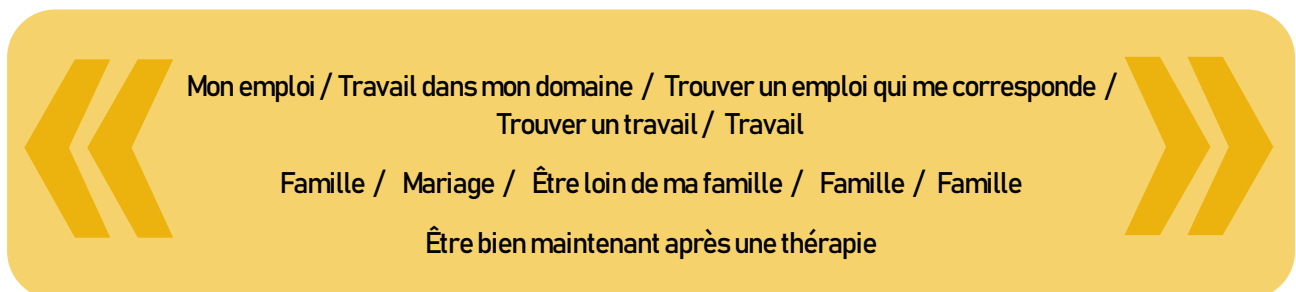 Mon emploi / Travail dans mon domaine / Trouver un emploi qui me corresponde /
Trouver un travail / Travail
Famille / Mariage / Être loin de ma famille / Famille / Famille
Être bien maintenant après une thérapie